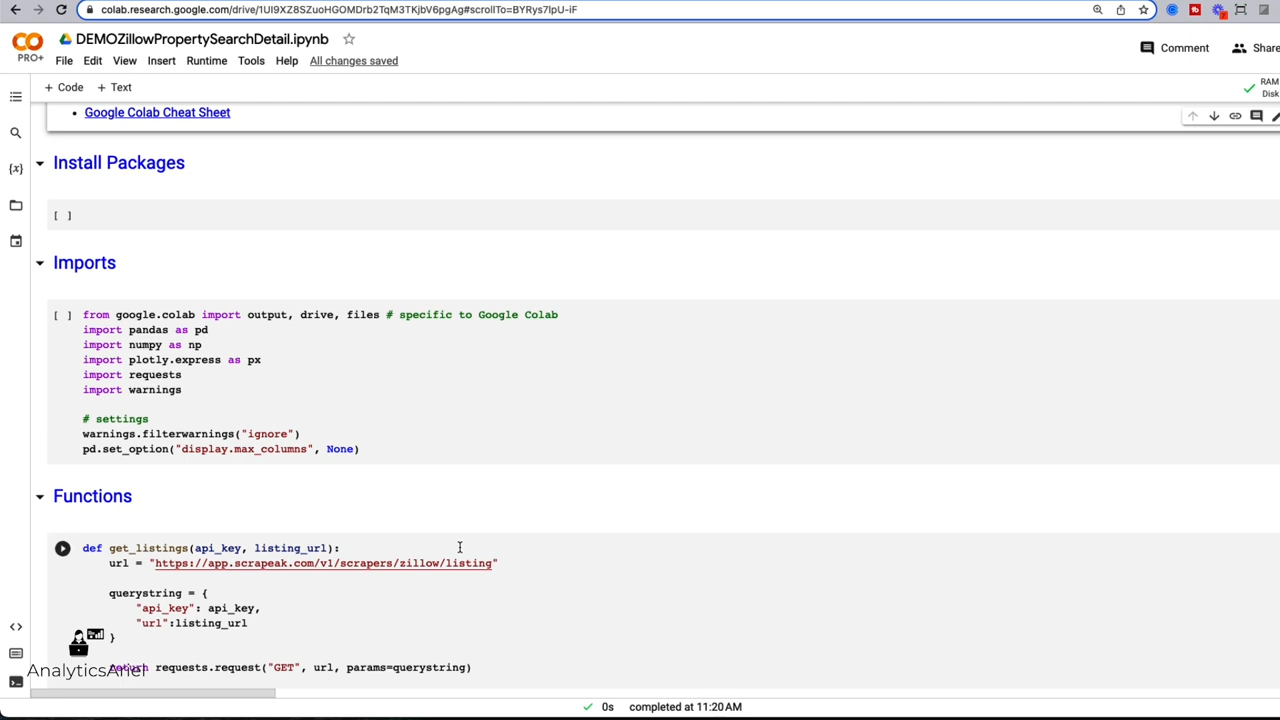 colab.research.google.com/drive/1UI9XZ8SZuoHGOMDrb2TqM3TKjbV6pgAg#scrollTo=BYRys7IpU-iF
CO
PRO+
DEMOZillowPropertySearchDetail.ipynb
File Edit View Insert Runtime Tools Help All changes saved
Comment
Share
+ Code + Text
RAM
Disk
• Google Colab Cheat Sheet
Install Packages
[ ]
Imports
[ ] from google.colab import output, drive, files # specific to Google Colab
import pandas as pd
import numpy as np
import plotly.express as px
import requests
import warnings
# settings
warnings.filterwarnings("ignore")
pd.set_option("display.max_columns", None)
Functions
def get_listings(api_key, listing_url):
url = "https://app.scrapeak.com/v1/scrapers/zillow/listing"
querystring = {
"api_key": api_key,
"url":listing_url
}
return requests.request("GET", url, params=querystring)
AnalyticsAriel
0s completed at 11:20 AM